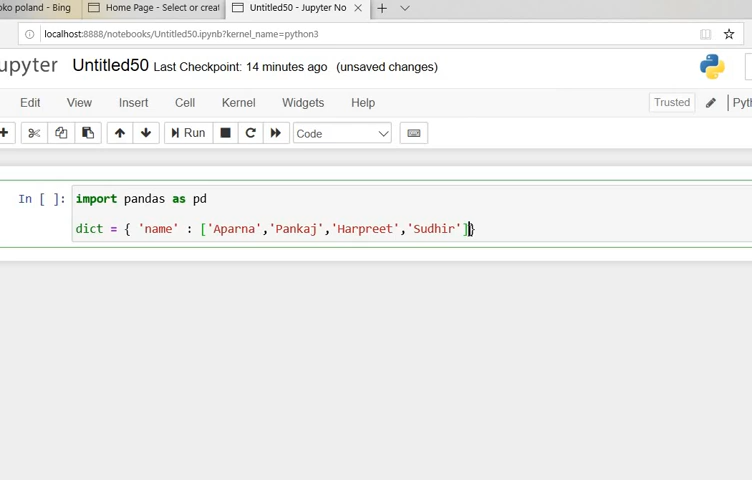 oko poland - Bing Home Page - Select or creat Untitled50 - Jupyter No
localhost:8888/notebooks/Untitled50.ipynb?kernel_name=python3
upyter Untitled50 Last Checkpoint: 14 minutes ago (unsaved changes)
Edit View Insert Cell Kernel Widgets Help Trusted Pyth
Run Code
In [ ]: import pandas as pd
dict = { 'name' : ['Aparna','Pankaj','Harpreet','Sudhir']}